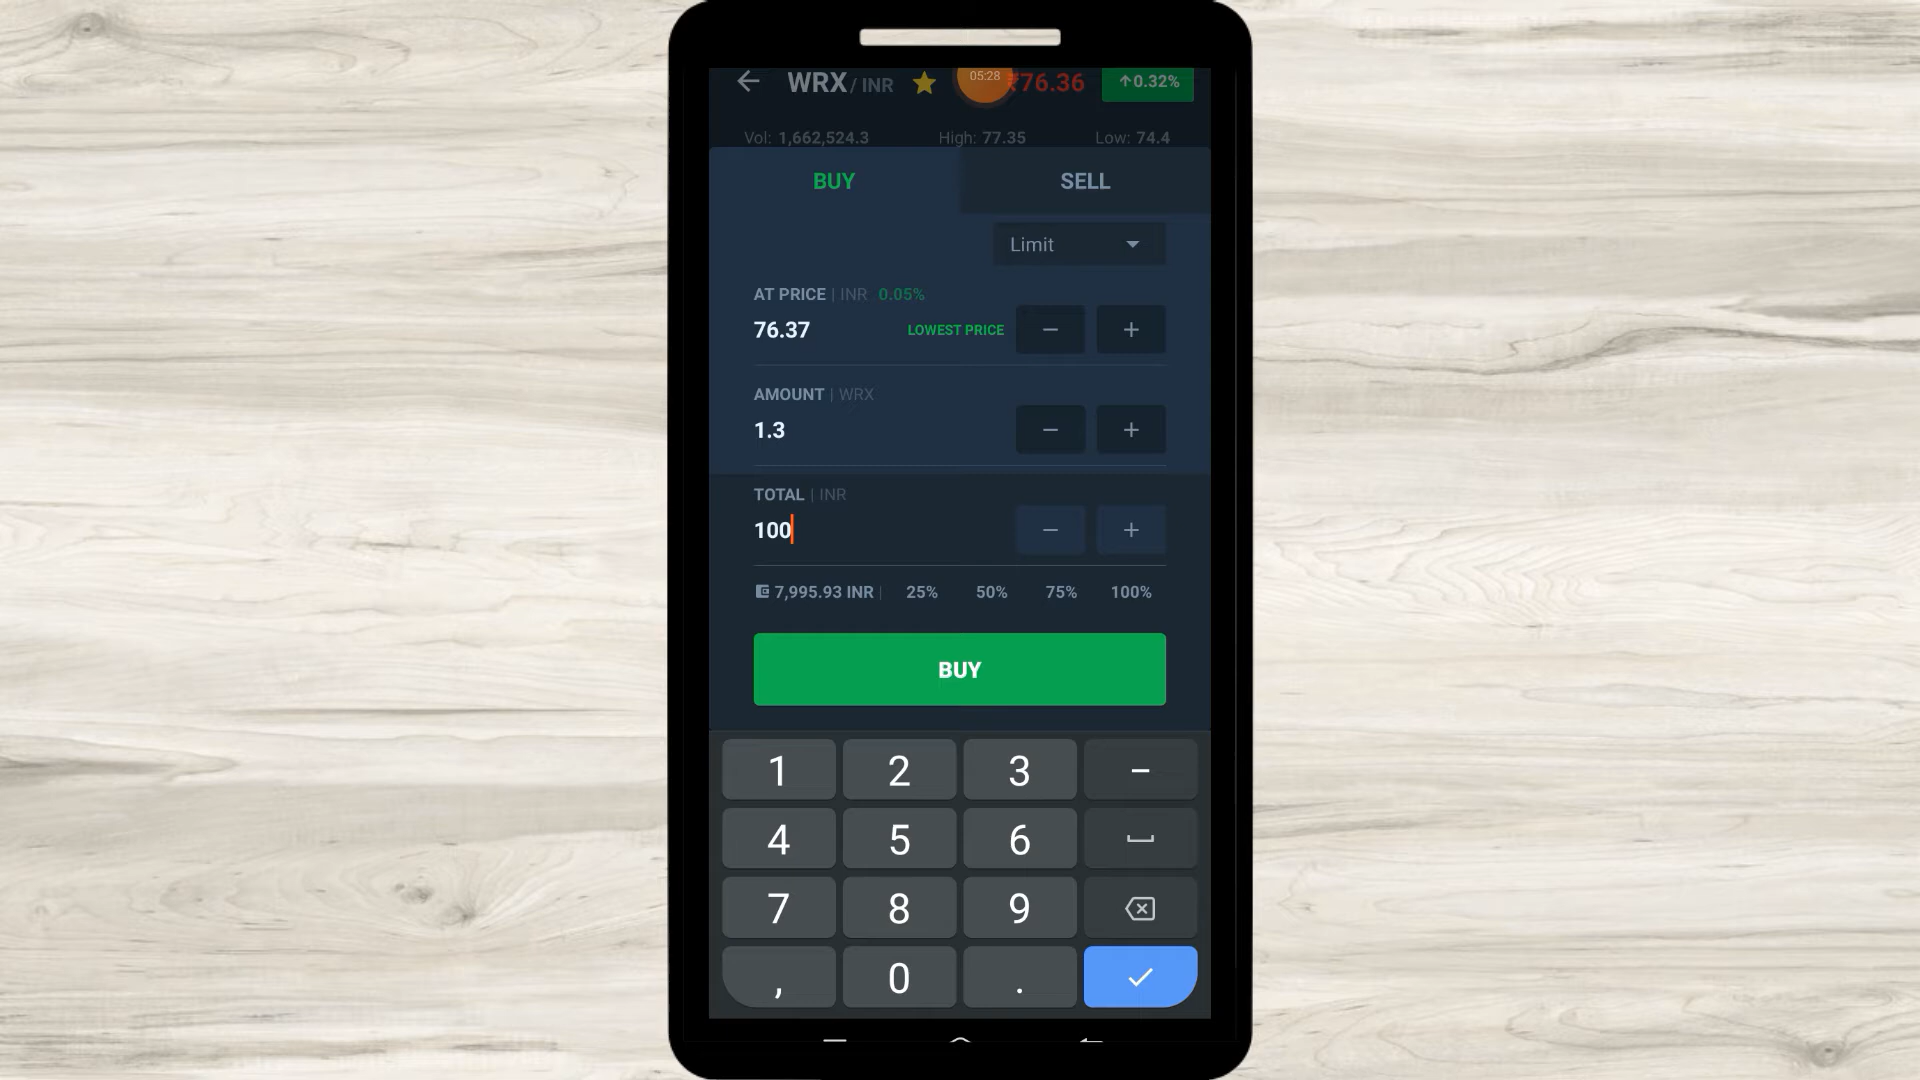 WRX / INR 05:28 ₹76.36 ↑0.32%
Vol: 1,662,524.3 High: 77.35 Low: 74.4
BUY SELL
Limit
AT PRICE | INR 0.05%
76.37 LOWEST PRICE − +
AMOUNT | WRX
1.3 − +
TOTAL | INR
100 − +
7,995.93 INR | 25% 50% 75% 100%
BUY
1 2 3 −
4 5 6
7 8 9
, 0 .